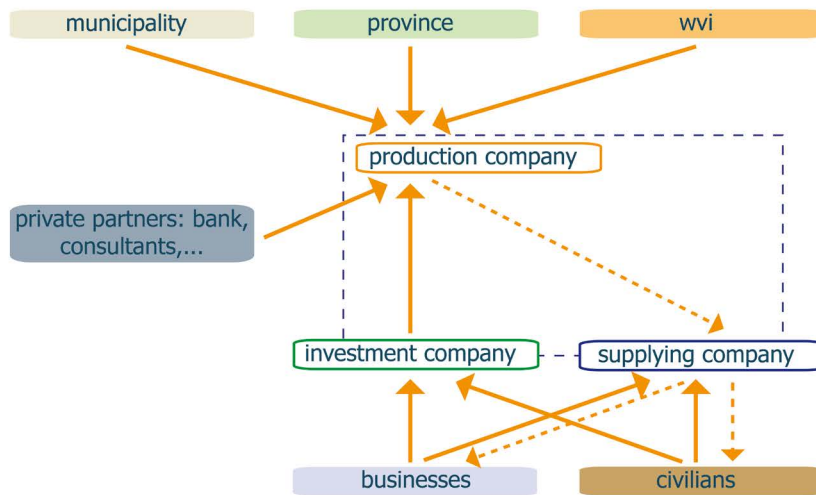 municipality
province
wvi
production company
private partners: bank,
consultants,...
investment company
supplying company
businesses
civilians